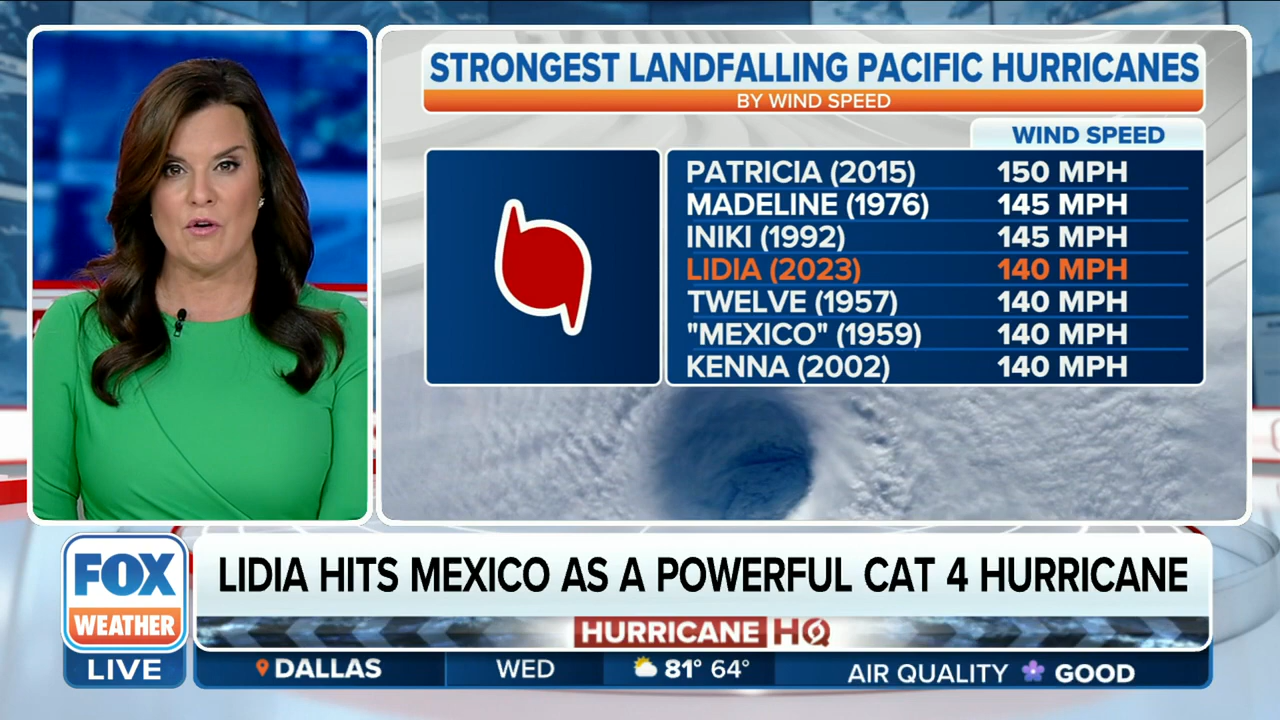 STRONGEST LANDFALLING PACIFIC HURRICANES
BY WIND SPEED
WIND SPEED
PATRICIA (2015) 150 MPH
MADELINE (1976) 145 MPH
INIKI (1992) 145 MPH
LIDIA (2023) 140 MPH
TWELVE (1957) 140 MPH
"MEXICO" (1959) 140 MPH
KENNA (2002) 140 MPH
FOX
WEATHER
LIVE
LIDIA HITS MEXICO AS A POWERFUL CAT 4 HURRICANE
HURRICANE HQ
DALLAS WED 81° 64° AIR QUALITY GOOD